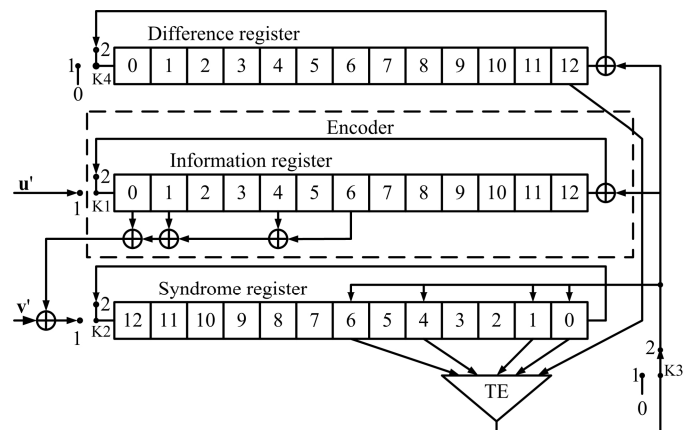 Difference register
2
1
K4
0
0 1 2 3 4 5 6 7 8 9 10 11 12
Encoder
Information register
u'
2
1
K1
0 1 2 3 4 5 6 7 8 9 10 11 12
Syndrome register
v'
2
1
K2
12 11 10 9 8 7 6 5 4 3 2 1 0
TE
2
1
K3
0